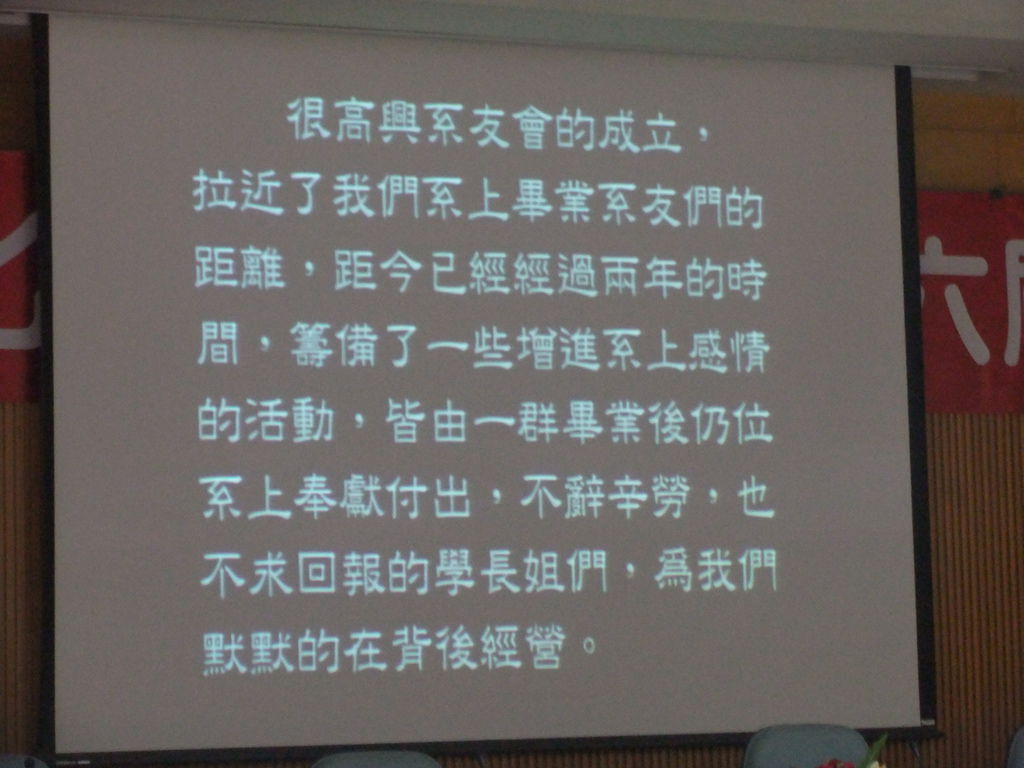 很高興系友會的成立，
拉近了我們系上畢業系友們的
距離，距今已經經過兩年的時
間，籌備了一些增進系上感情
的活動，皆由一群畢業後仍位
系上奉獻付出，不辭辛勞，也
不求回報的學長姐們，為我們
默默的在背後經營。
六